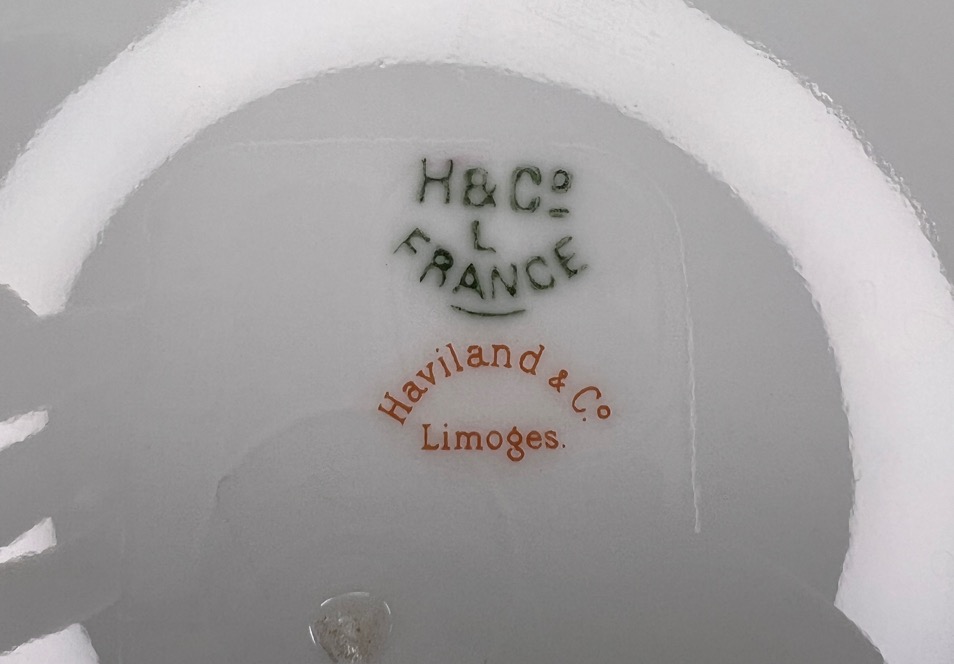 H & Cº
L
FRANCE
Haviland & Cº.
Limoges.